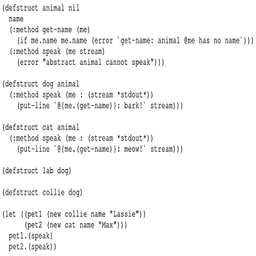 (defstruct animal nil
name
(:method get-name (me)
(if me.name me.name (error `get-name: animal @me has no name`)))
(:method speak (me stream)
(error "abstract animal cannot speak")))
(defstruct dog animal
(:method speak (me : (stream *stdout*))
(put-line `@{me.(get-name)}: bark!` stream)))
(defstruct cat animal
(:method speak (me : (stream *stdout*))
(put-line `@{me.(get-name)}: meow!` stream)))
(defstruct lab dog)
(defstruct collie dog)
(let ((pet1 (new collie name "Lassie"))
(pet2 (new cat name "Max")))
pet1.(speak)
pet2.(speak))